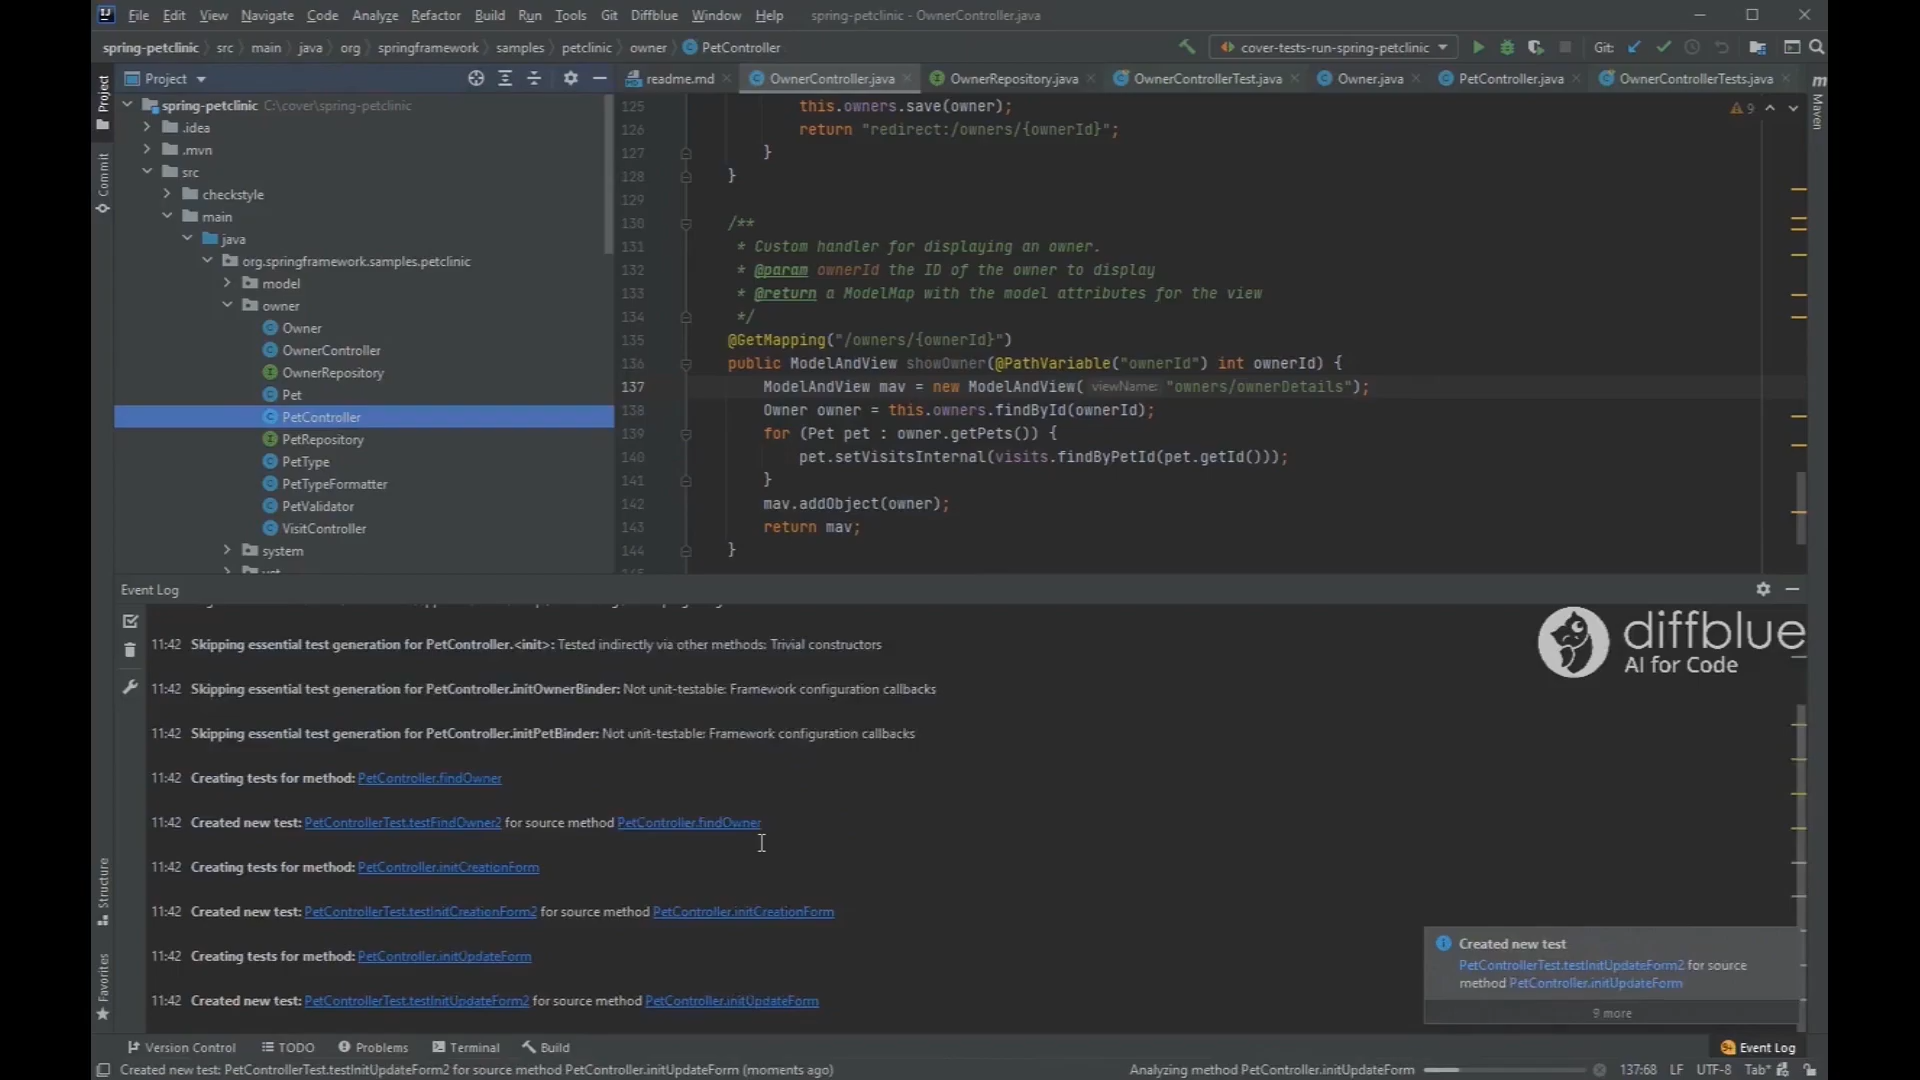 File Edit View Navigate Code Analyze Refactor Build Run Tools Git Diffblue Window Help spring-petclinic - OwnerController.java
spring-petclinic src main java org springframework samples petclinic owner PetController cover-tests-run-spring-petclinic Git:
Project readme.md OwnerController.java OwnerRepository.java OwnerControllerTest.java Owner.java PetController.java OwnerControllerTests.java
Project
Commit
Structure
Favorites
Maven
spring-petclinic C:\cover\spring-petclinic
.idea
.mvn
src
checkstyle
main
java
org.springframework.samples.petclinic
model
owner
Owner
OwnerController
OwnerRepository
Pet
PetController
PetRepository
PetType
PetTypeFormatter
PetValidator
VisitController
system
9
125 this.owners.save(owner);
126 return "redirect:/owners/{ownerId}";
127 }
128 }
129
130 /**
131 * Custom handler for displaying an owner.
132 * @param ownerId the ID of the owner to display
133 * @return a ModelMap with the model attributes for the view
134 */
135 @GetMapping("/owners/{ownerId}")
136 public ModelAndView showOwner(@PathVariable("ownerId") int ownerId) {
137 ModelAndView mav = new ModelAndView( viewName: "owners/ownerDetails");
138 Owner owner = this.owners.findById(ownerId);
139 for (Pet pet : owner.getPets()) {
140 pet.setVisitsInternal(visits.findByPetId(pet.getId()));
141 }
142 mav.addObject(owner);
143 return mav;
144 }
Event Log
diffblue
AI for Code
11:42 Skipping essential test generation for PetController.<init>: Tested indirectly via other methods: Trivial constructors
11:42 Skipping essential test generation for PetController.initOwnerBinder: Not unit-testable: Framework configuration callbacks
11:42 Skipping essential test generation for PetController.initPetBinder: Not unit-testable: Framework configuration callbacks
11:42 Creating tests for method: PetController.findOwner
11:42 Created new test: PetControllerTest.testFindOwner2 for source method PetController.findOwner
11:42 Creating tests for method: PetController.initCreationForm
11:42 Created new test: PetControllerTest.testInitCreationForm2 for source method PetController.initCreationForm
11:42 Creating tests for method: PetController.initUpdateForm
11:42 Created new test: PetControllerTest.testInitUpdateForm2 for source method PetController.initUpdateForm
Created new test
PetControllerTest.testInitUpdateForm2 for source
method PetController.initUpdateForm
9 more
Version Control TODO Problems Terminal Build Event Log
Created new test: PetControllerTest.testInitUpdateForm2 for source method PetController.initUpdateForm (moments ago) Analyzing method PetController.initUpdateForm 137:68 LF UTF-8 Tab*